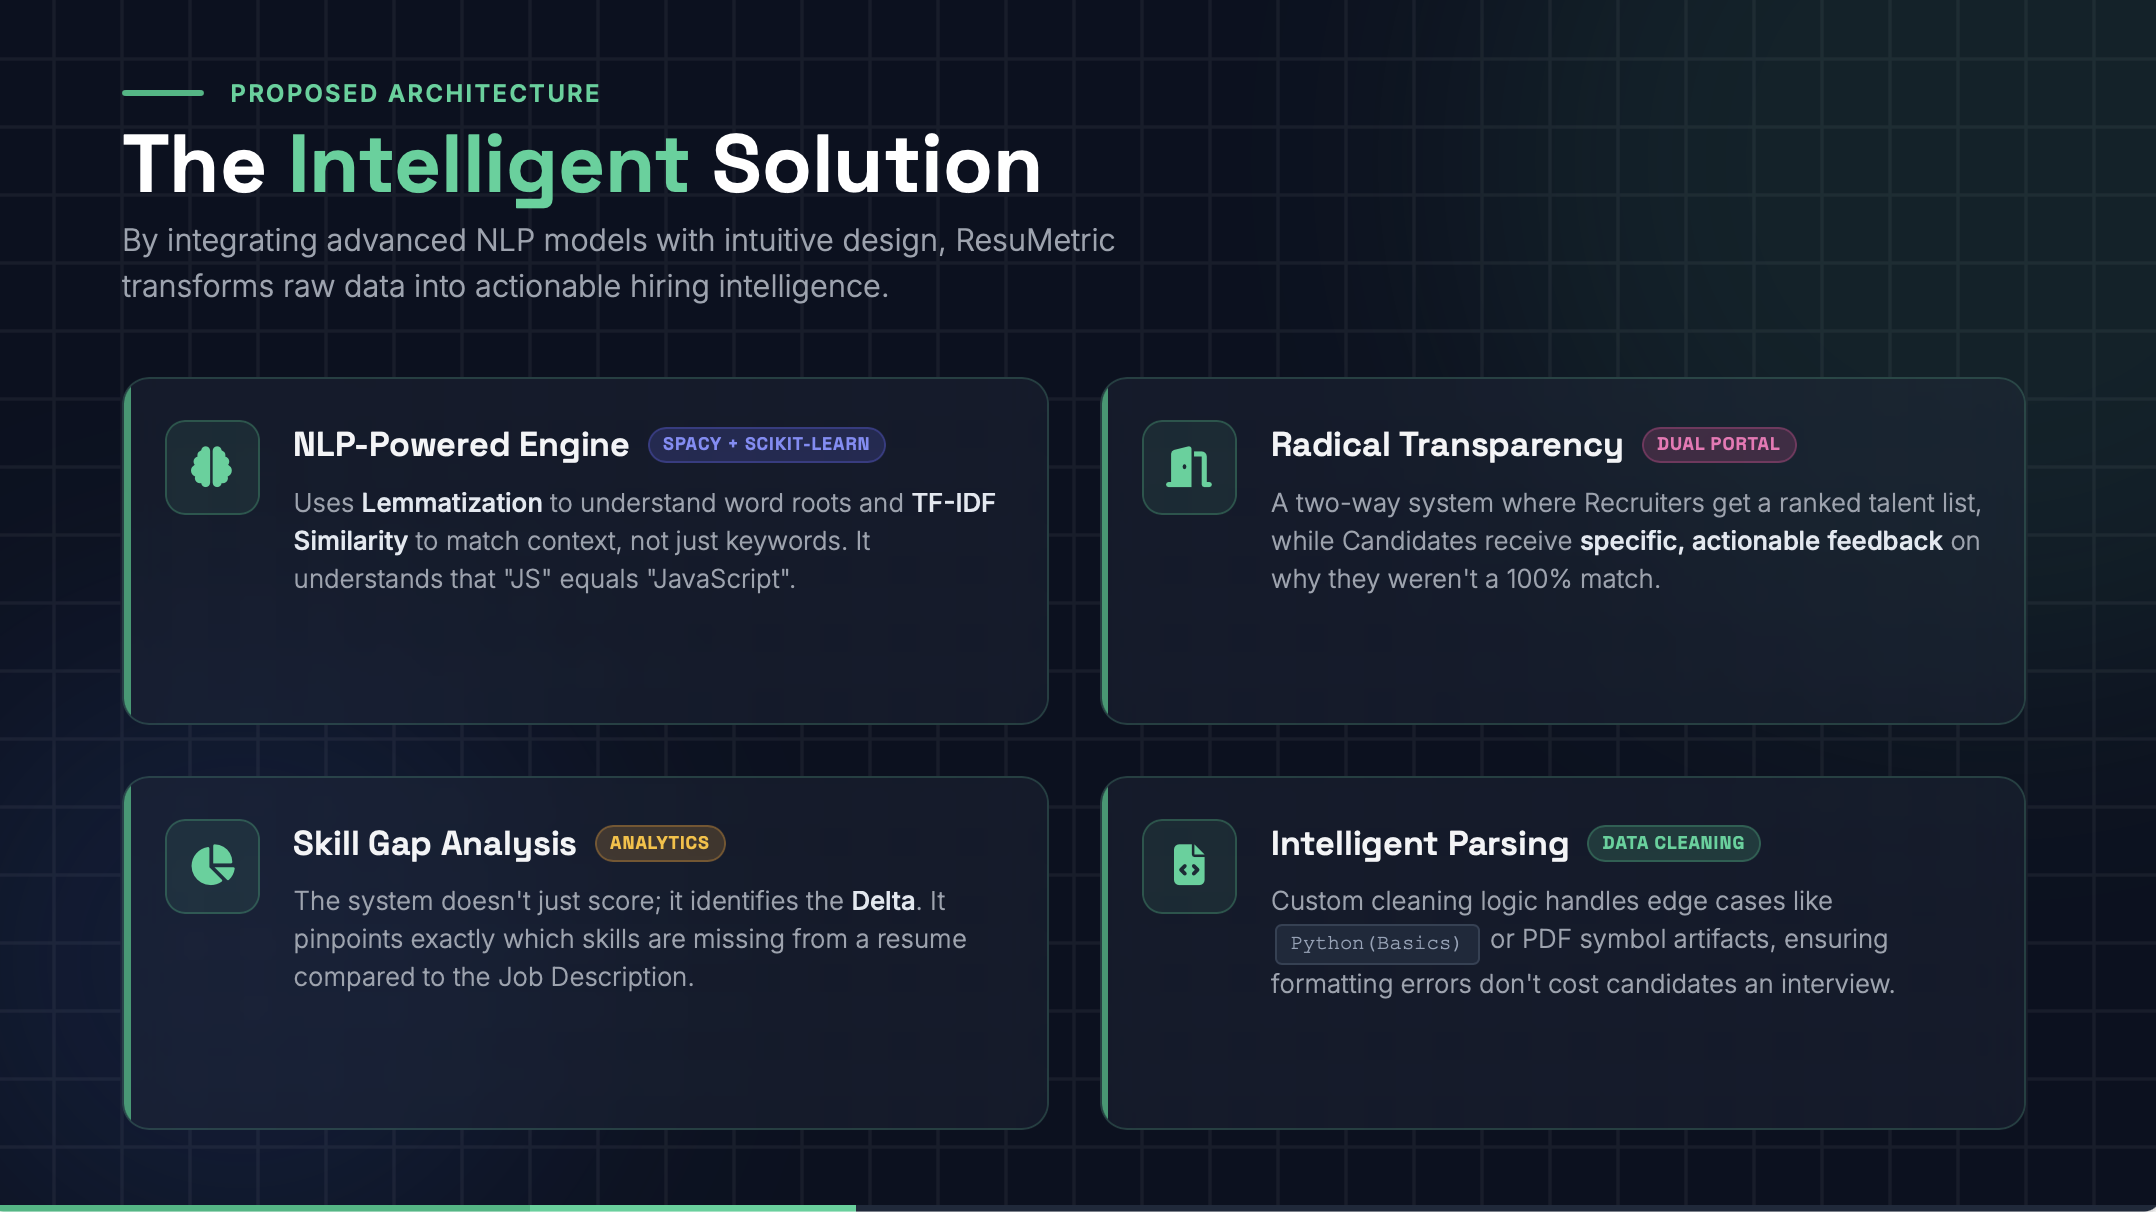 PROPOSED ARCHITECTURE
The Intelligent Solution
By integrating advanced NLP models with intuitive design, ResuMetric
transforms raw data into actionable hiring intelligence.
NLP-Powered Engine SPACY + SCIKIT-LEARN
Uses Lemmatization to understand word roots and TF-IDF
Similarity to match context, not just keywords. It
understands that "JS" equals "JavaScript".
Radical Transparency DUAL PORTAL
A two-way system where Recruiters get a ranked talent list,
while Candidates receive specific, actionable feedback on
why they weren't a 100% match.
Skill Gap Analysis ANALYTICS
The system doesn't just score; it identifies the Delta. It
pinpoints exactly which skills are missing from a resume
compared to the Job Description.
Intelligent Parsing DATA CLEANING
Custom cleaning logic handles edge cases like
Python(Basics) or PDF symbol artifacts, ensuring
formatting errors don't cost candidates an interview.